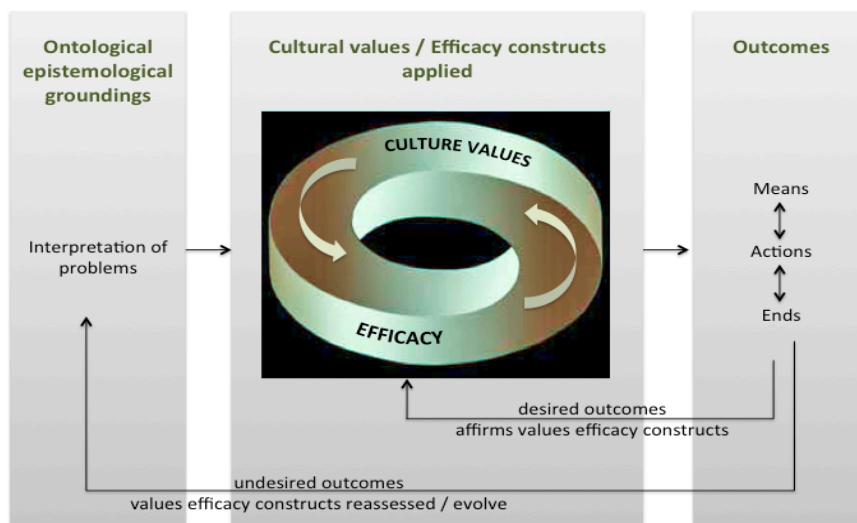 Ontological
epistemological
groundings
Interpretation of
problems
Cultural values / Efficacy constructs
applied
CULTURE VALUES
EFFICACY
Outcomes
Means
Actions
Ends
desired outcomes
affirms values efficacy constructs
undesired outcomes
values efficacy constructs reassessed / evolve